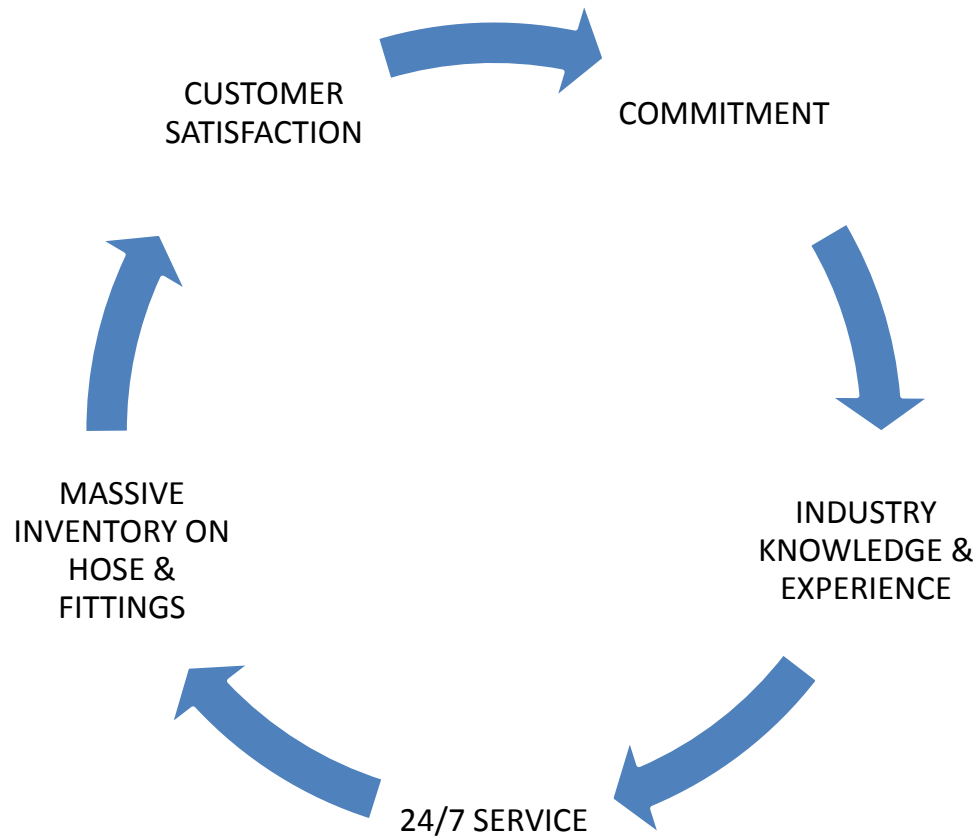 CUSTOMER
SATISFACTION
COMMITMENT
INDUSTRY
KNOWLEDGE &
EXPERIENCE
24/7 SERVICE
MASSIVE
INVENTORY ON
HOSE &
FITTINGS